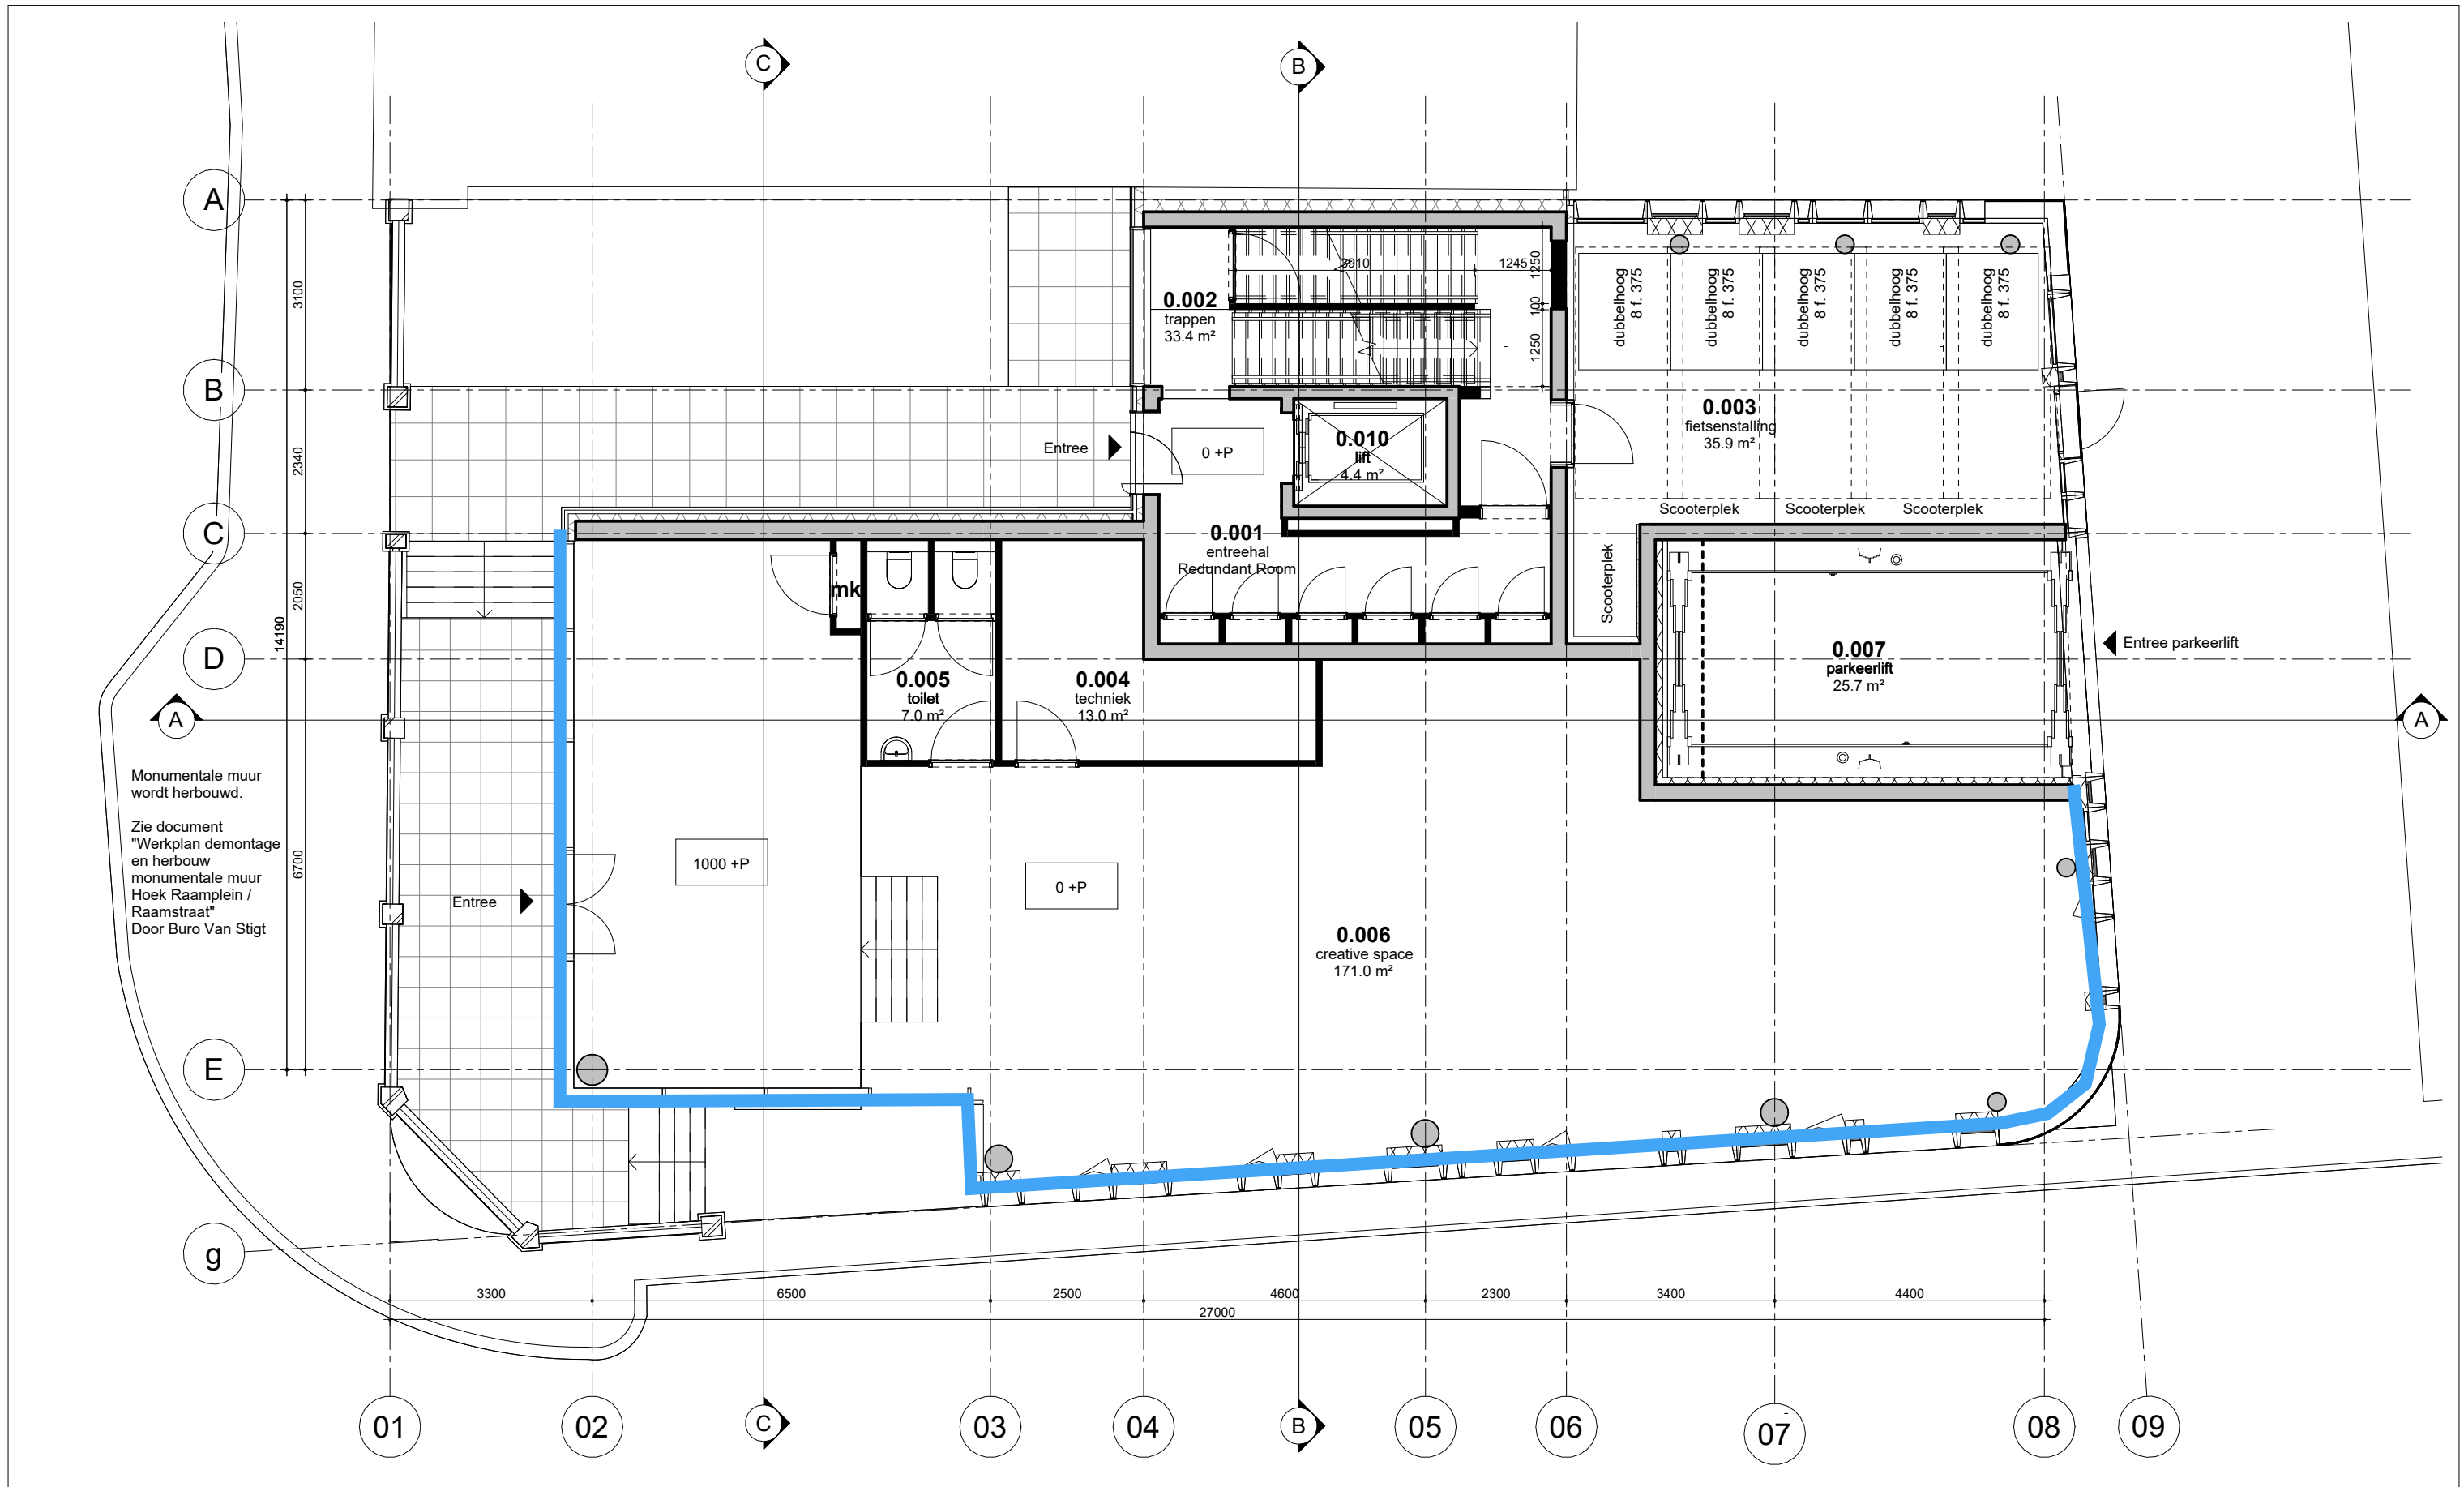 C
B
A
B
C
D
E
g
3100
2340
2050
6700
14190
3910
1245
1250
100
1250
0.002
trappen
33.4 m²
dubbelhoog
8 f. 375
dubbelhoog
8 f. 375
dubbelhoog
8 f. 375
dubbelhoog
8 f. 375
dubbelhoog
8 f. 375
0.003
fietsenstalling
35.9 m²
Entree
0 +P
0.010
lift
4.4 m²
Scooterplek
Scooterplek
Scooterplek
0.001
entreehal
Redundant Room
Scooterplek
mk
0.005
toilet
7.0 m²
0.004
techniek
13.0 m²
0.007
parkeerlift
25.7 m²
Entree parkeerlift
A
A
Monumentale muur
wordt herbouwd.
Zie document
"Werkplan demontage
en herbouw
monumentale muur
Hoek Raamplein /
Raamstraat"
Door Buro Van Stigt
1000 +P
0 +P
Entree
0.006
creative space
171.0 m²
3300
6500
2500
4600
2300
3400
4400
27000
01
02
C
03
04
B
05
06
07
08
09